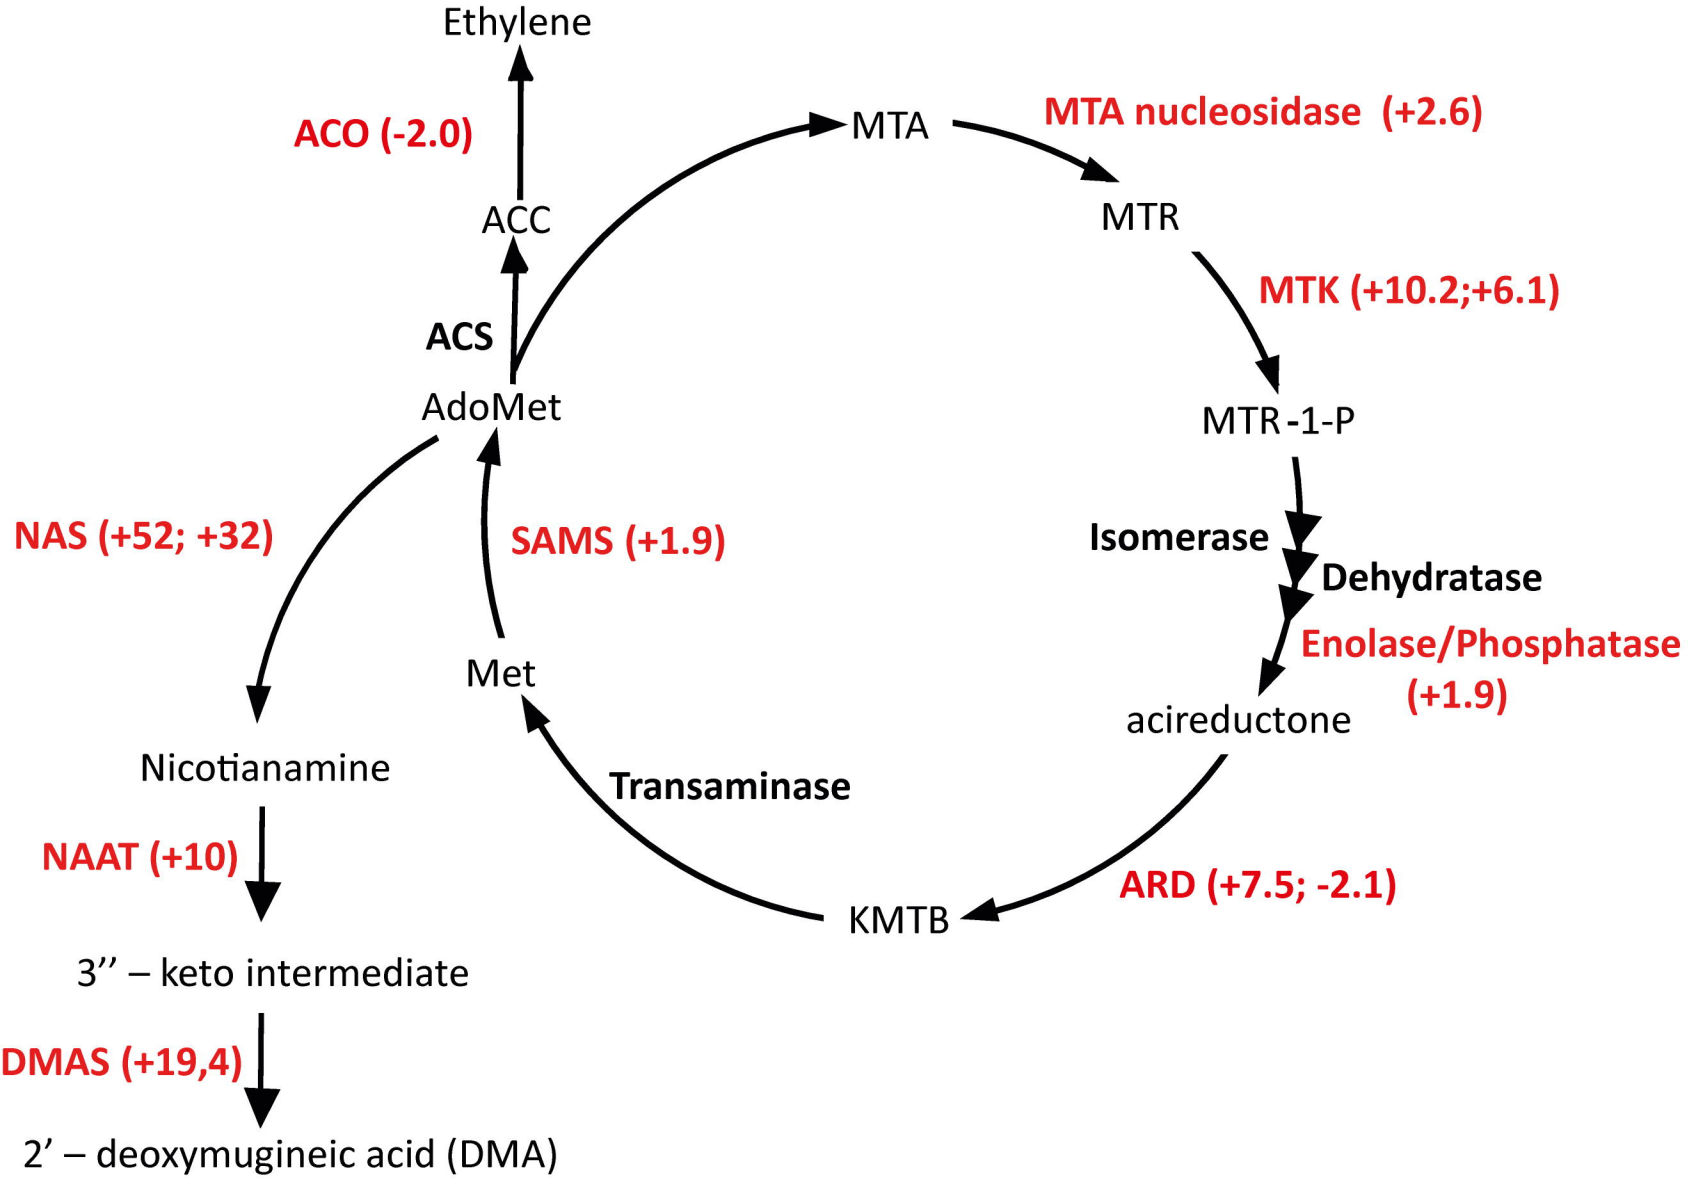 Ethylene
ACO (-2.0)
MTA
MTA nucleosidase (+2.6)
ACC
MTR
MTK (+10.2;+6.1)
ACS
AdoMet
MTR-1-P
NAS (+52; +32)
SAMS (+1.9)
Isomerase
Dehydratase
Enolase/Phosphatase
(+1.9)
Met
acireductone
Nicotianamine
Transaminase
NAAT (+10)
ARD (+7.5; -2.1)
KMTB
3’’ – keto intermediate
DMAS (+19,4)
2’ – deoxymugineic acid (DMA)